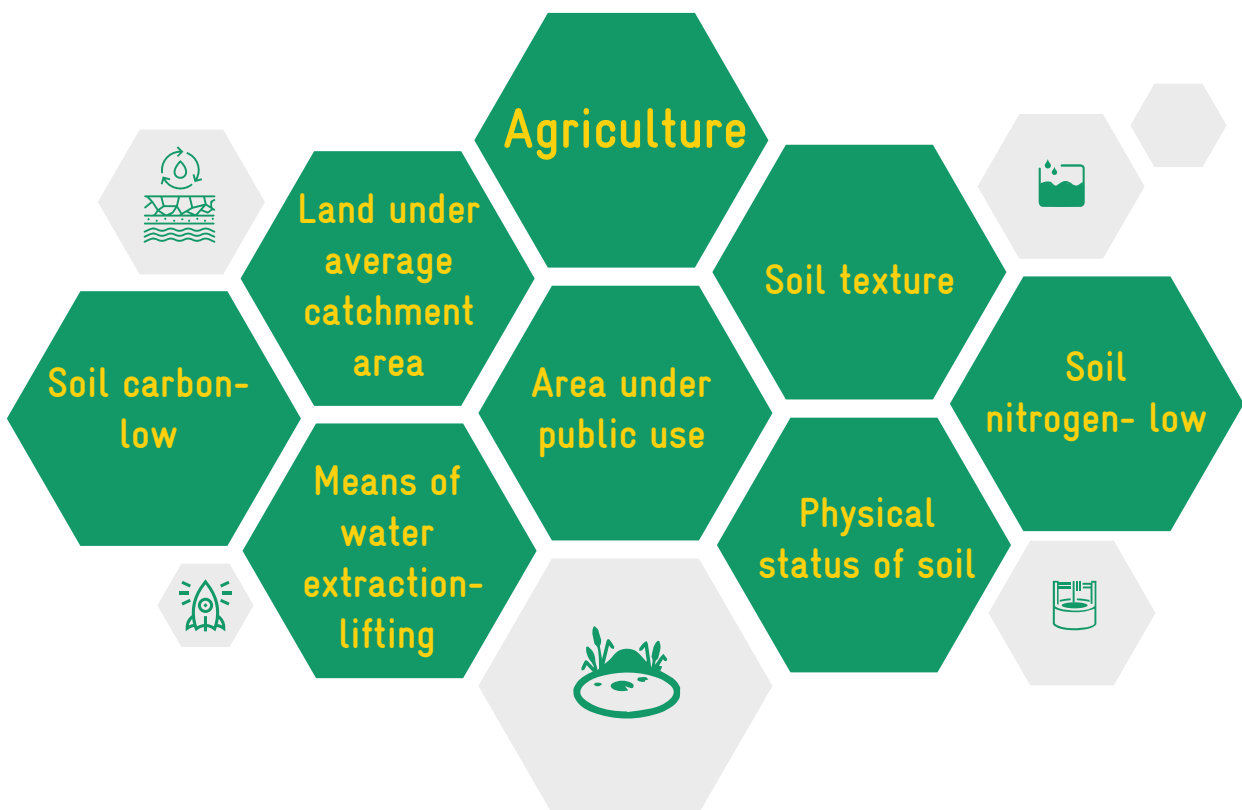 Agriculture
Land under
average
catchment
area
Soil texture
Soil carbon-
low
Area under
public use
Soil
nitrogen- low
Means of
water
extraction-
lifting
Physical
status of soil